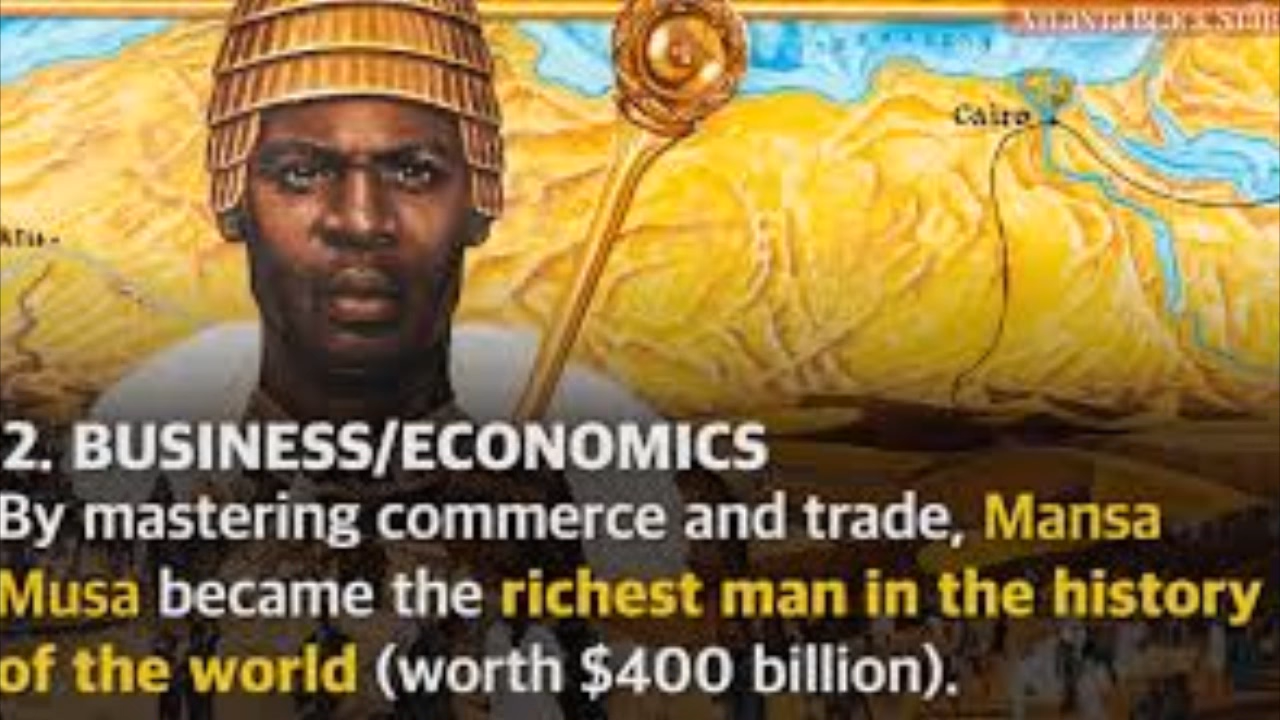 Cairo
2. BUSINESS/ECONOMICS
By mastering commerce and trade, Mansa
Musa became the richest man in the history
of the world (worth $400 billion).